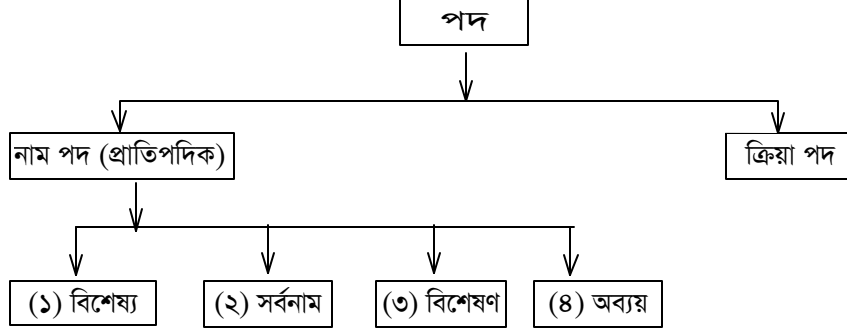 পদ
নাম পদ (প্রাতিপদিক)
ক্রিয়া পদ
(১) বিশেষ্য
(২) সর্বনাম
(৩) বিশেষণ
(৪) অব্যয়